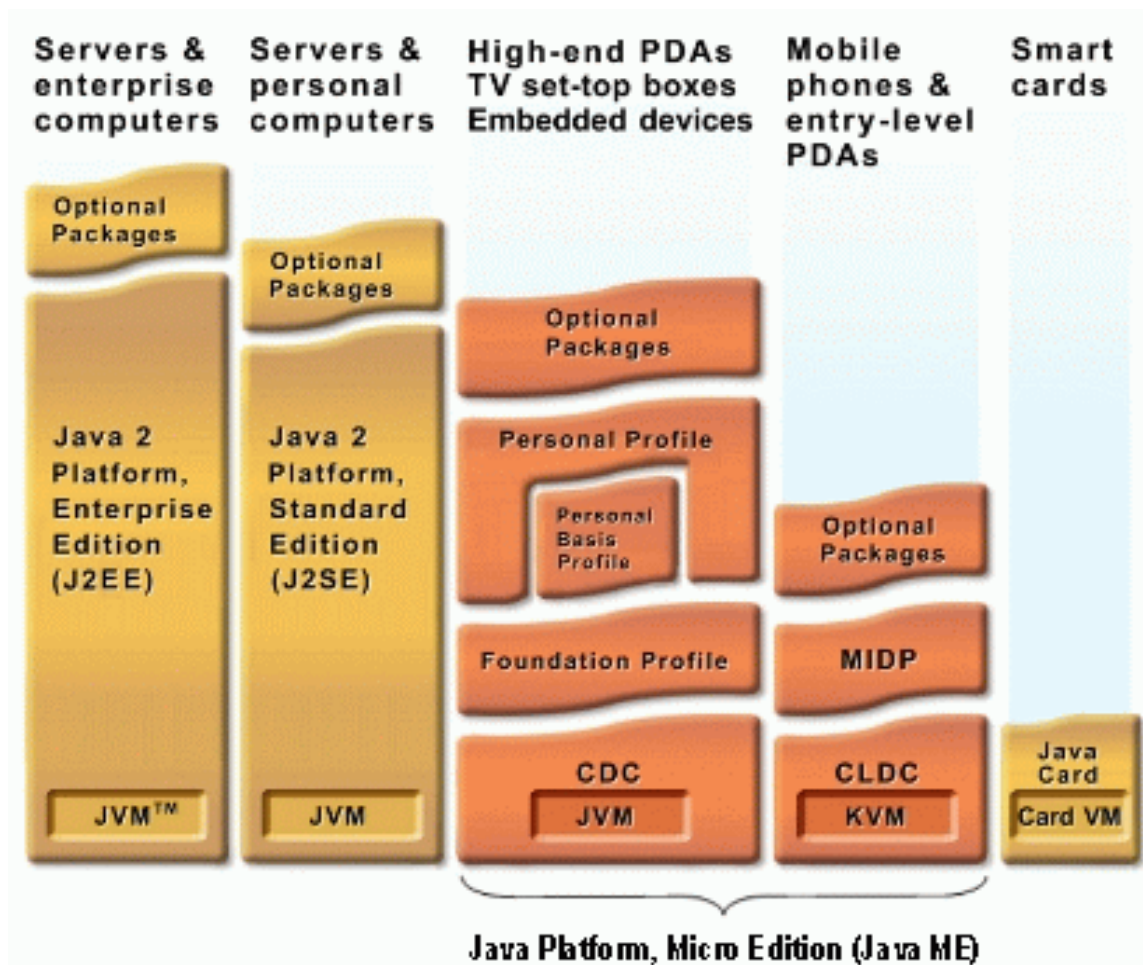 Servers &
enterprise
computers
Servers &
personal
computers
High-end PDAs
TV set-top boxes
Embedded devices
Mobile
phones &
entry-level
PDAs
Smart
cards
Optional
Packages
Java 2
Platform,
Enterprise
Edition
(J2EE)
JVM™
Optional
Packages
Java 2
Platform,
Standard
Edition
(J2SE)
JVM
Optional
Packages
Personal Profile
Personal
Basis
Profile
Foundation Profile
CDC
JVM
Optional
Packages
MIDP
CLDC
KVM
Java
Card
Card VM
Java Platform, Micro Edition (Java ME)